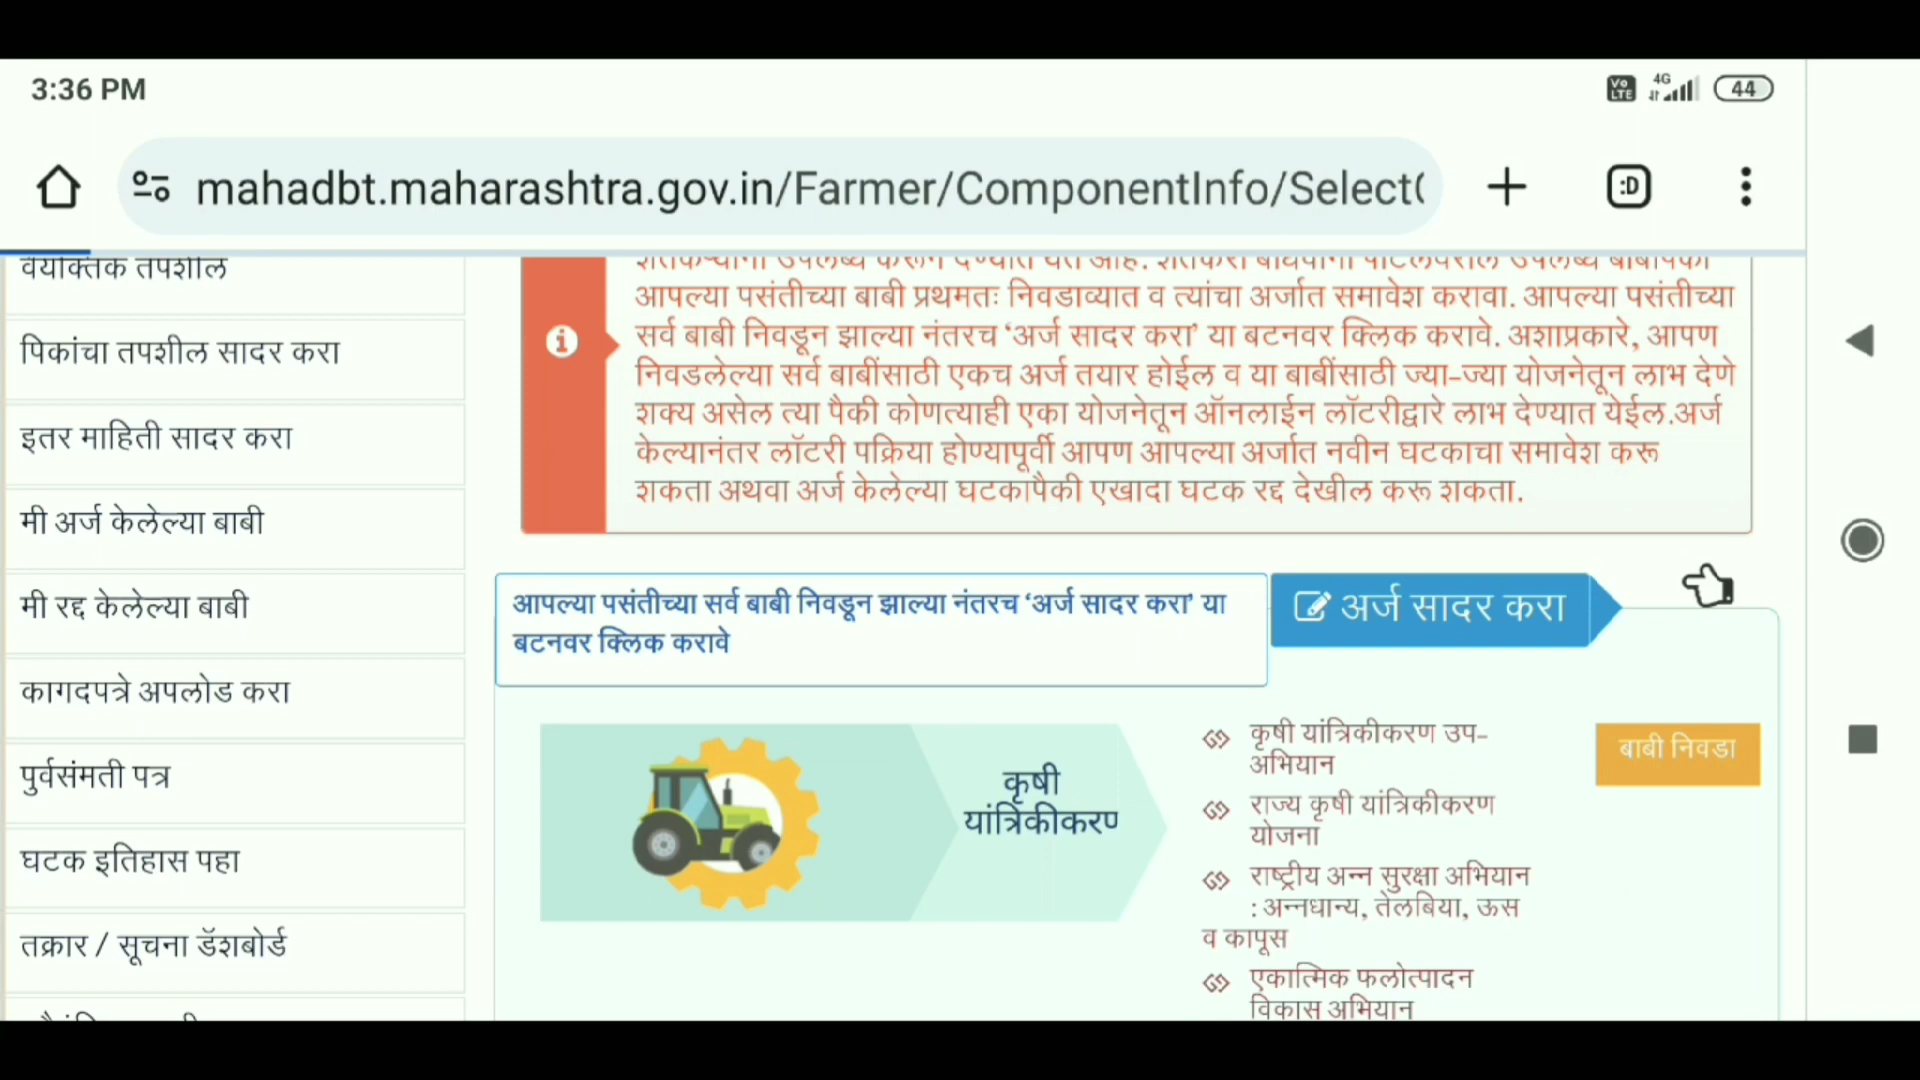 3:36 PM
Vo LTE 4G 44
mahadbt.maharashtra.gov.in/Farmer/ComponentInfo/Select
:D
वैयक्तिक तपशील
पिकांचा तपशील सादर करा
इतर माहिती सादर करा
मी अर्ज केलेल्या बाबी
मी रद्द केलेल्या बाबी
कागदपत्रे अपलोड करा
पुर्वसंमती पत्र
घटक इतिहास पहा
तक्रार / सूचना डॅशबोर्ड
आपल्या पसंतीच्या बाबी प्रथमतः निवडाव्यात व त्यांचा अर्जात समावेश करावा. आपल्या पसंतीच्या
सर्व बाबी निवडून झाल्या नंतरच ‘अर्ज सादर करा’ या बटनवर क्लिक करावे. अशाप्रकारे, आपण
निवडलेल्या सर्व बाबींसाठी एकच अर्ज तयार होईल व या बाबींसाठी ज्या-ज्या योजनेतून लाभ देणे
शक्य असेल त्या पैकी कोणत्याही एका योजनेतून ऑनलाईन लॉटरीद्वारे लाभ देण्यात येईल.अर्ज
केल्यानंतर लॉटरी पक्रिया होण्यापूर्वी आपण आपल्या अर्जात नवीन घटकाचा समावेश करू
शकता अथवा अर्ज केलेल्या घटकांपैकी एखादा घटक रद्द देखील करू शकता.
आपल्या पसंतीच्या सर्व बाबी निवडून झाल्या नंतरच ‘अर्ज सादर करा’ या
बटनवर क्लिक करावे
अर्ज सादर करा
कृषी
यांत्रिकीकरण
कृषी यांत्रिकीकरण उप-
अभियान
राज्य कृषी यांत्रिकीकरण
योजना
राष्ट्रीय अन्न सुरक्षा अभियान
: अन्नधान्य, तेलबिया, ऊस
व कापूस
एकात्मिक फलोत्पादन
विकास अभियान
बाबी निवडा